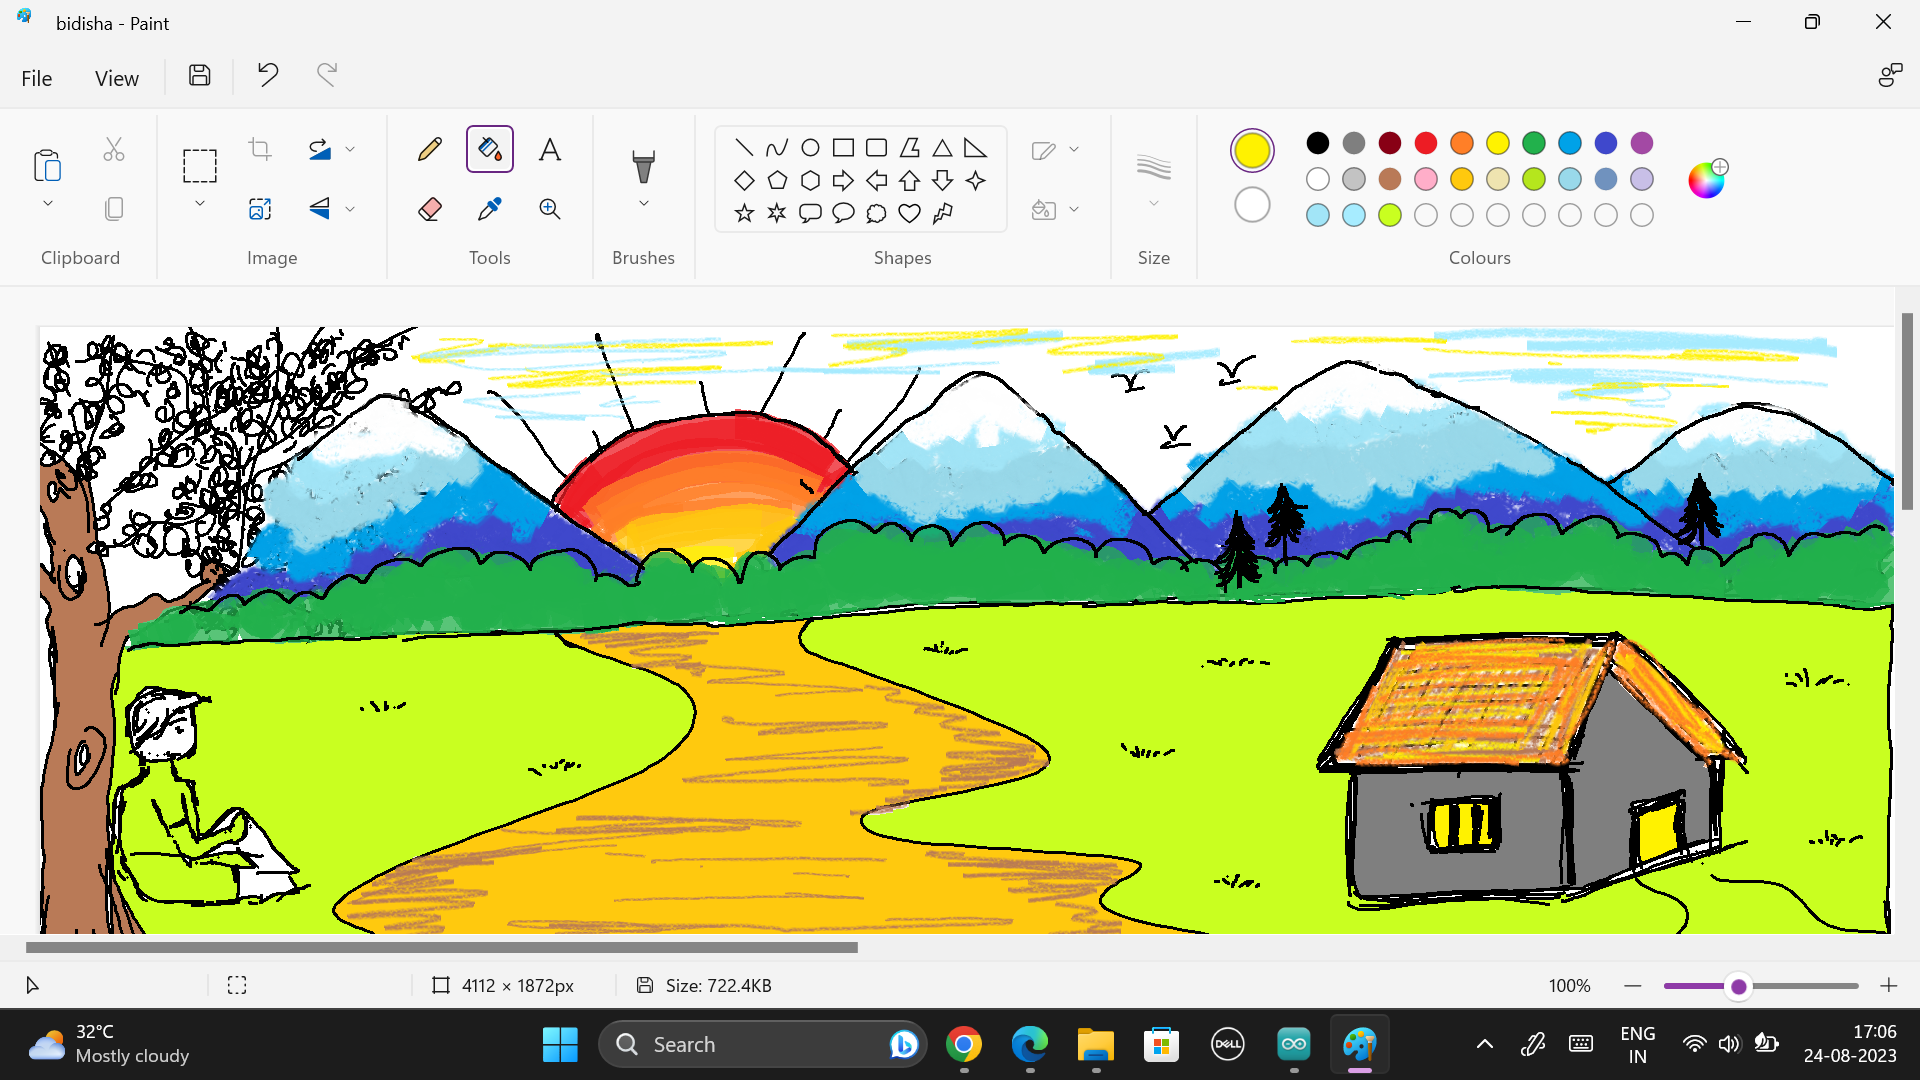 bidisha - Paint
File View
Clipboard
Image
Tools
Brushes
Shapes
Size
Colours
4112 × 1872px
Size: 722.4KB
100%
32°C
Mostly cloudy
Search
DELL
ENG
IN
17:06
24-08-2023